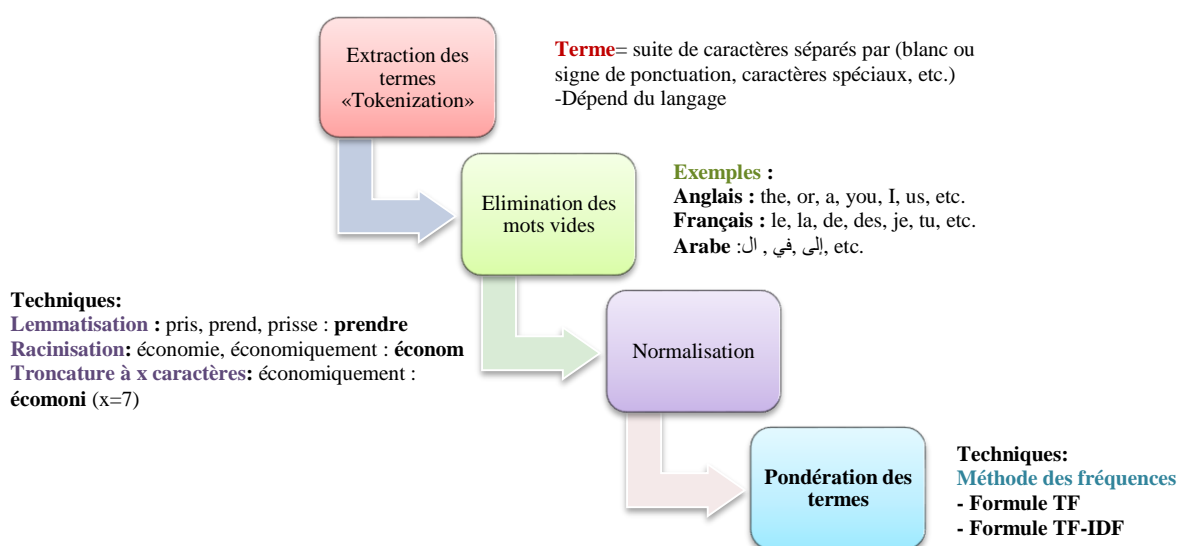 Extraction des
termes
«Tokenization»
Terme= suite de caractères séparés par (blanc ou
signe de ponctuation, caractères spéciaux, etc.)
-Dépend du langage
Elimination des
mots vides
Exemples :
Anglais : the, or, a, you, I, us, etc.
Français : le, la, de, des, je, tu, etc.
Arabe :إلى ,في , ال, etc.
Techniques:
Lemmatisation : pris, prend, prisse : prendre
Racinisation: économie, économiquement : économ
Troncature à x caractères: économiquement :
écomoni (x=7)
Normalisation
Pondération des
termes
Techniques:
Méthode des fréquences
- Formule TF
- Formule TF-IDF